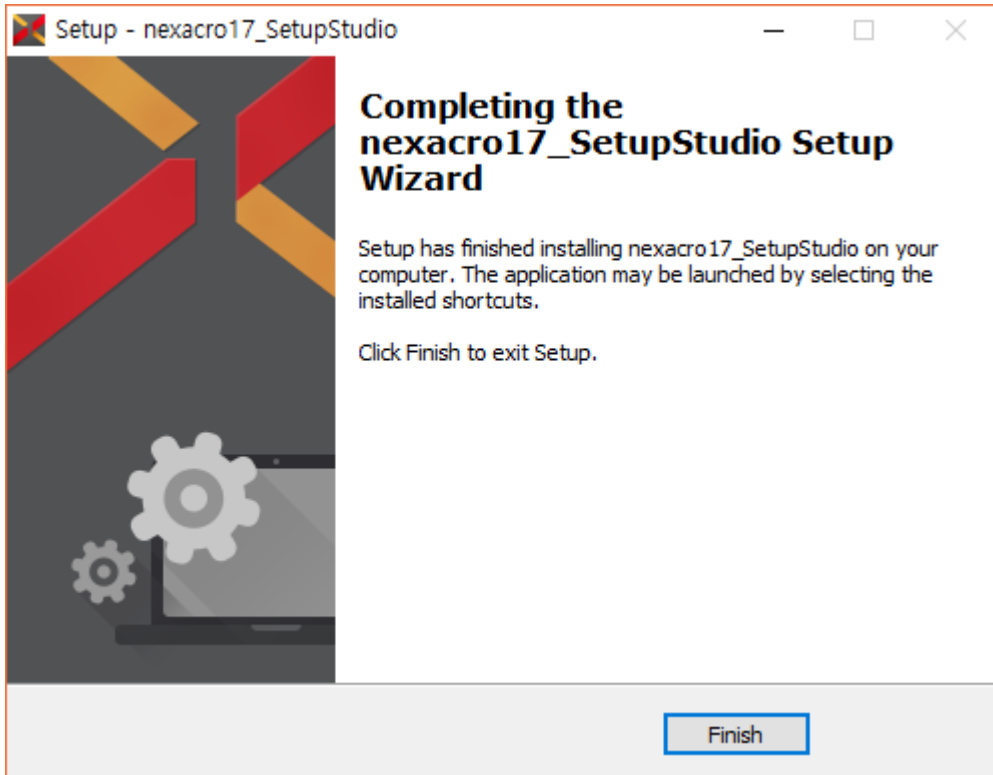 Setup - nexacro17_SetupStudio
Completing the
nexacro17_SetupStudio Setup
Wizard
Setup has finished installing nexacro17_SetupStudio on your
computer. The application may be launched by selecting the
installed shortcuts.
Click Finish to exit Setup.
Finish